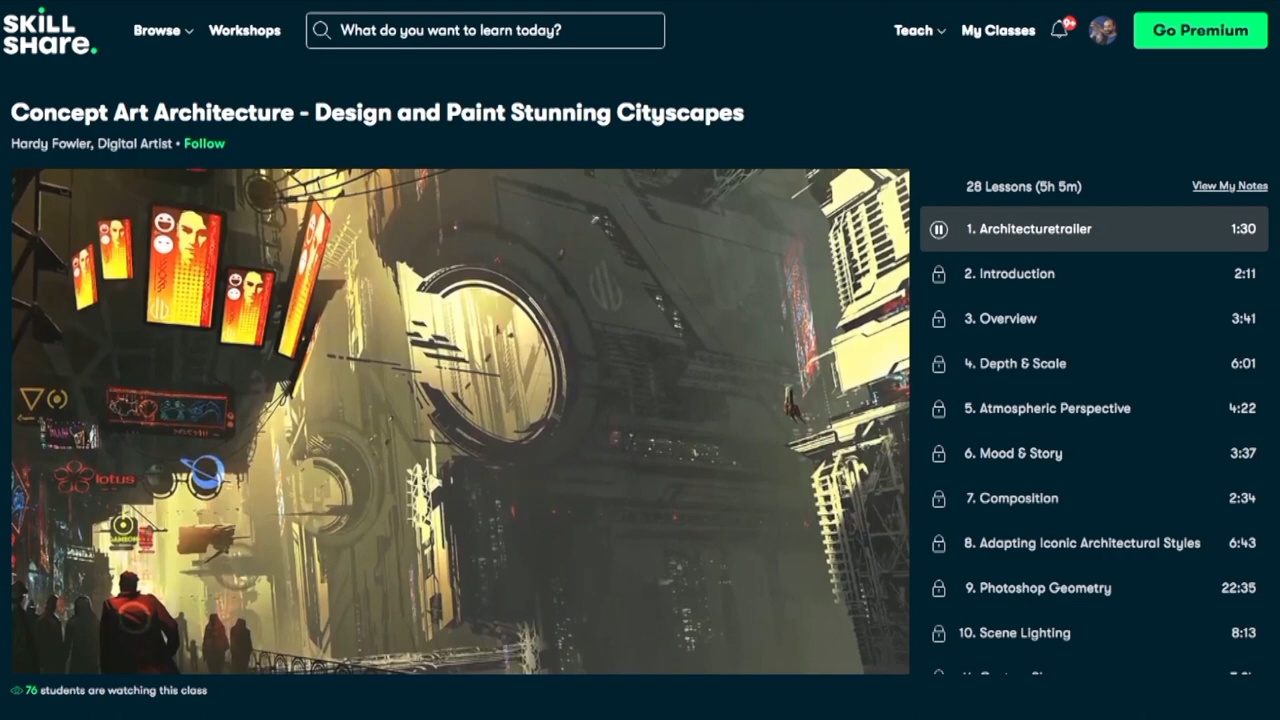 SKILL
SHARE.
Browse
Workshops
What do you want to learn today?
Teach
My Classes
9+
Go Premium
Concept Art Architecture - Design and Paint Stunning Cityscapes
Hardy Fowler, Digital Artist • Follow
28 Lessons (5h 5m)
View My Notes
1. Architecturetrailer 1:30
2. Introduction 2:11
3. Overview 3:41
4. Depth & Scale 6:01
5. Atmospheric Perspective 4:22
6. Mood & Story 3:37
7. Composition 2:34
8. Adapting Iconic Architectural Styles 6:43
9. Photoshop Geometry 22:35
10. Scene Lighting 8:13
lotus
76 students are watching this class